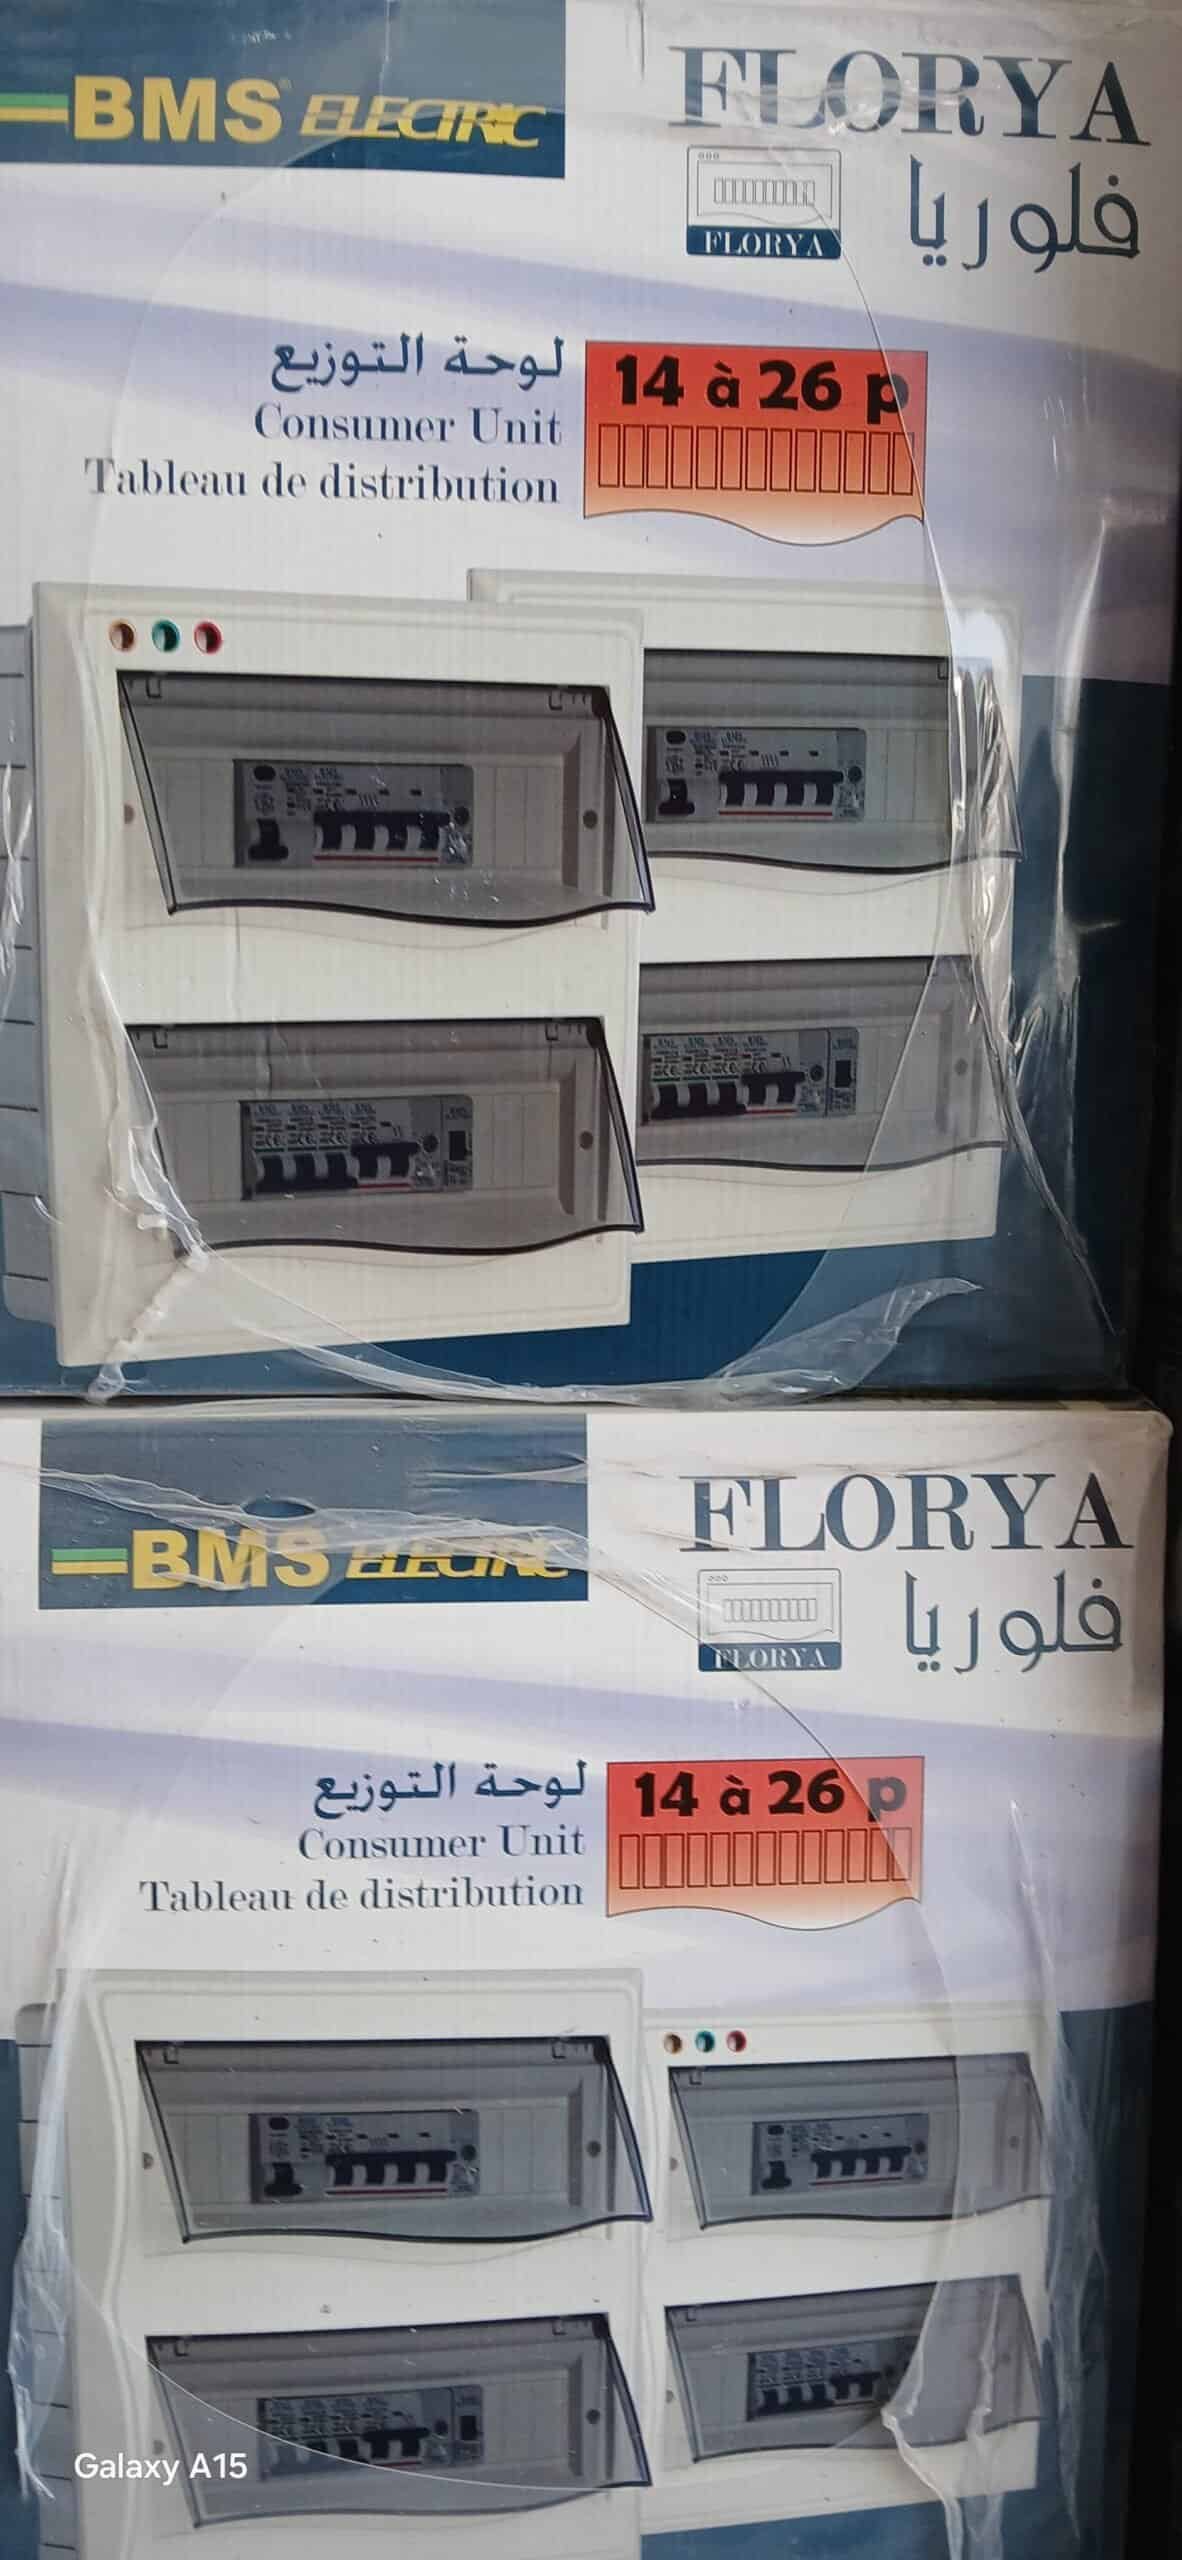 BMS ELECTRIC
FLORYA
FLORYA
فلوريا
لوحة التوزيع
Consumer Unit
Tableau de distribution
14 à 26 p
BMS ELECTRIC
FLORYA
FLORYA
فلوريا
لوحة التوزيع
Consumer Unit
Tableau de distribution
14 à 26 p
Galaxy A15